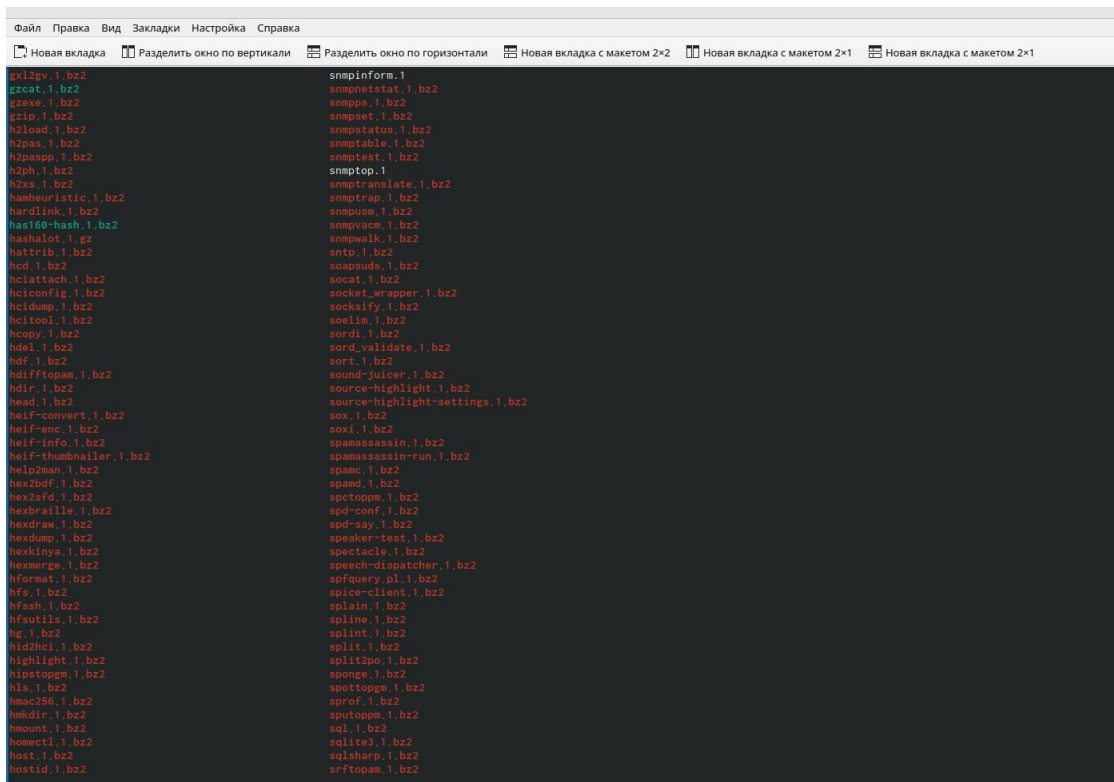 Файл Правка Вид Закладки Настройка Справка
Новая вкладка Разделить окно по вертикали Разделить окно по горизонтали Новая вкладка с макетом 2×2 Новая вкладка с макетом 2×1 Новая вкладка с макетом 2×1
gxl2gv.1.bz2 snmpinform.1
gzcat.1.bz2 snmpnetstat.1.bz2
gzexe.1.bz2 snmpps.1.bz2
gzip.1.bz2 snmpset.1.bz2
h2load.1.bz2 snmpstatus.1.bz2
h2pas.1.bz2 snmptable.1.bz2
h2paspp.1.bz2 snmptest.1.bz2
h2ph.1.bz2 snmptop.1
h2xs.1.bz2 snmptranslate.1.bz2
hamheuristic.1.bz2 snmptrap.1.bz2
hardlink.1.bz2 snmpusm.1.bz2
has160-hash.1.bz2 snmpvacm.1.bz2
hashalot.1.gz snmpwalk.1.bz2
hattrib.1.bz2 sntp.1.bz2
hcd.1.bz2 soapsuds.1.bz2
hciattach.1.bz2 socat.1.bz2
hciconfig.1.bz2 socket_wrapper.1.bz2
hcidump.1.bz2 socksify.1.bz2
hcitool.1.bz2 soelim.1.bz2
hcopy.1.bz2 sordi.1.bz2
hdel.1.bz2 sord_validate.1.bz2
hdf.1.bz2 sort.1.bz2
hdifftopam.1.bz2 sound-juicer.1.bz2
hdir.1.bz2 source-highlight.1.bz2
head.1.bz2 source-highlight-settings.1.bz2
heif-convert.1.bz2 sox.1.bz2
heif-enc.1.bz2 soxi.1.bz2
heif-info.1.bz2 spamassassin.1.bz2
heif-thumbnailer.1.bz2 spamassassin-run.1.bz2
help2man.1.bz2 spamc.1.bz2
hex2bdf.1.bz2 spamd.1.bz2
hex2sfd.1.bz2 spctoppm.1.bz2
hexbraille.1.bz2 spd-conf.1.bz2
hexdraw.1.bz2 spd-say.1.bz2
hexdump.1.bz2 speaker-test.1.bz2
hexkinya.1.bz2 spectacle.1.bz2
hexmerge.1.bz2 speech-dispatcher.1.bz2
hformat.1.bz2 spfquery.pl.1.bz2
hfs.1.bz2 spice-client.1.bz2
hfssh.1.bz2 splain.1.bz2
hfsutils.1.bz2 spline.1.bz2
hg.1.bz2 splint.1.bz2
hid2hci.1.bz2 split.1.bz2
highlight.1.bz2 split2po.1.bz2
hipstopgm.1.bz2 sponge.1.bz2
hls.1.bz2 spottopgm.1.bz2
hmac256.1.bz2 sprof.1.bz2
hmkdir.1.bz2 sputoppm.1.bz2
hmount.1.bz2 sql.1.bz2
homectl.1.bz2 sqlite3.1.bz2
host.1.bz2 sqlsharp.1.bz2
hostid.1.bz2 srftopam.1.bz2